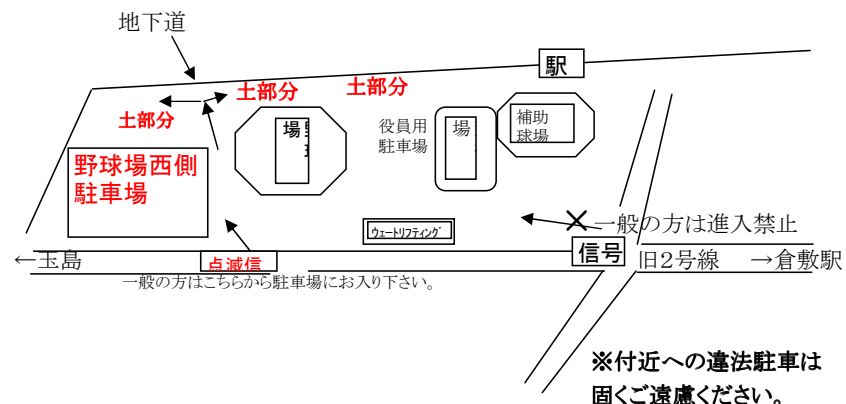 地下道
駅
土部分
土部分
土部分
場
役員用
駐車場
場
補助
球場
野球場西側
駐車場
ウェートリフティング
一般の方は進入禁止
信号
←玉島
点滅信
旧2号線 →倉敷駅
一般の方はこちらから駐車場にお入り下さい。
※付近への違法駐車は
固くご遠慮ください。